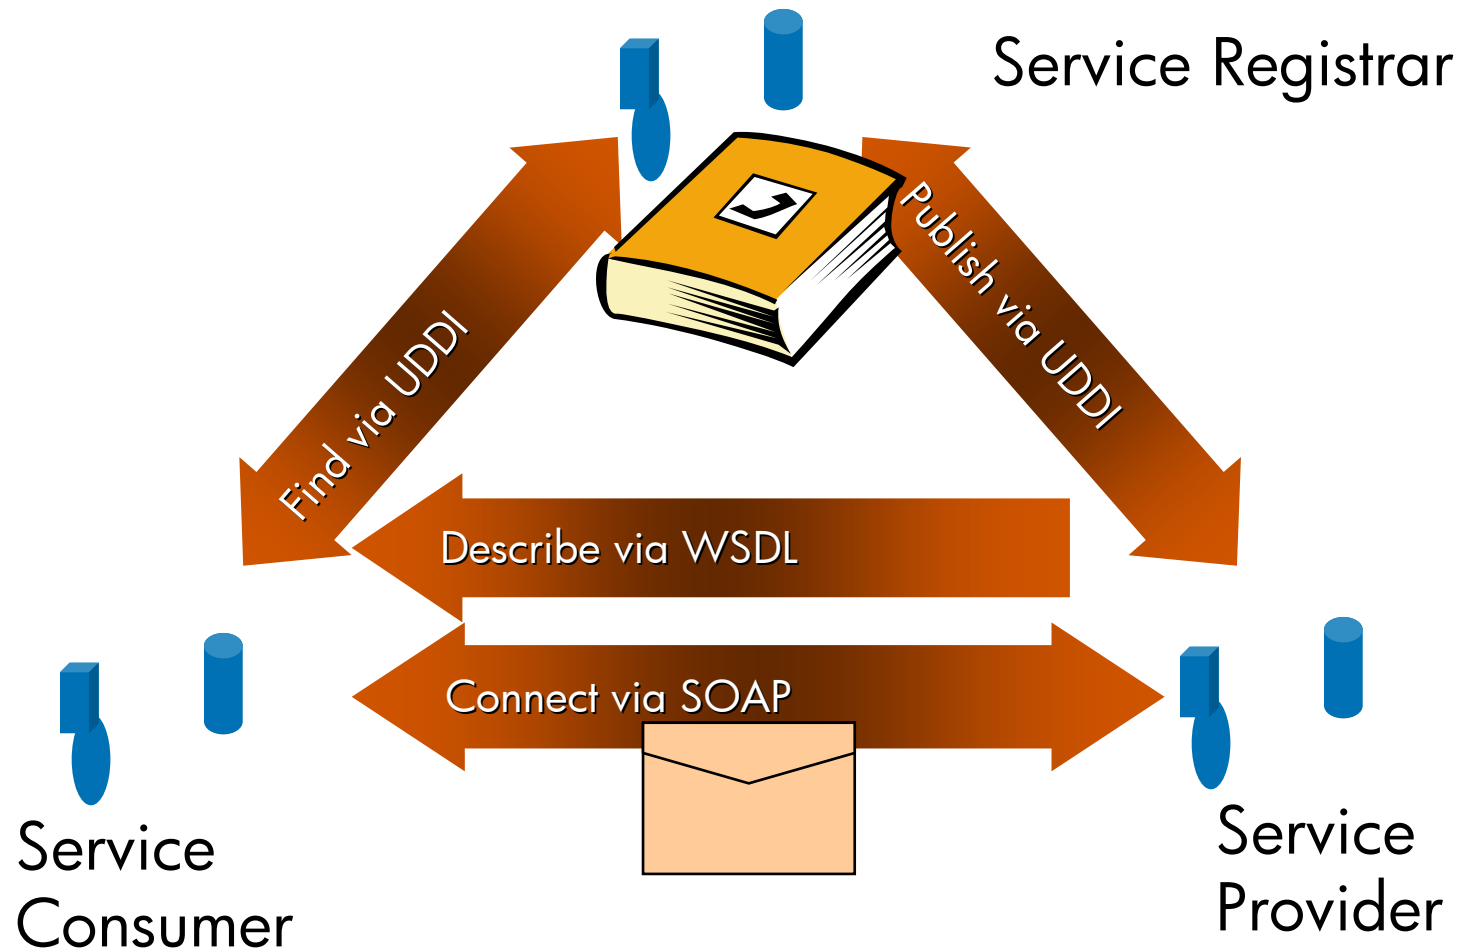 Service Registrar
Publish via UDDI
Find via UDDI
Describe via WSDL
Connect via SOAP
Service
Consumer
Service
Provider